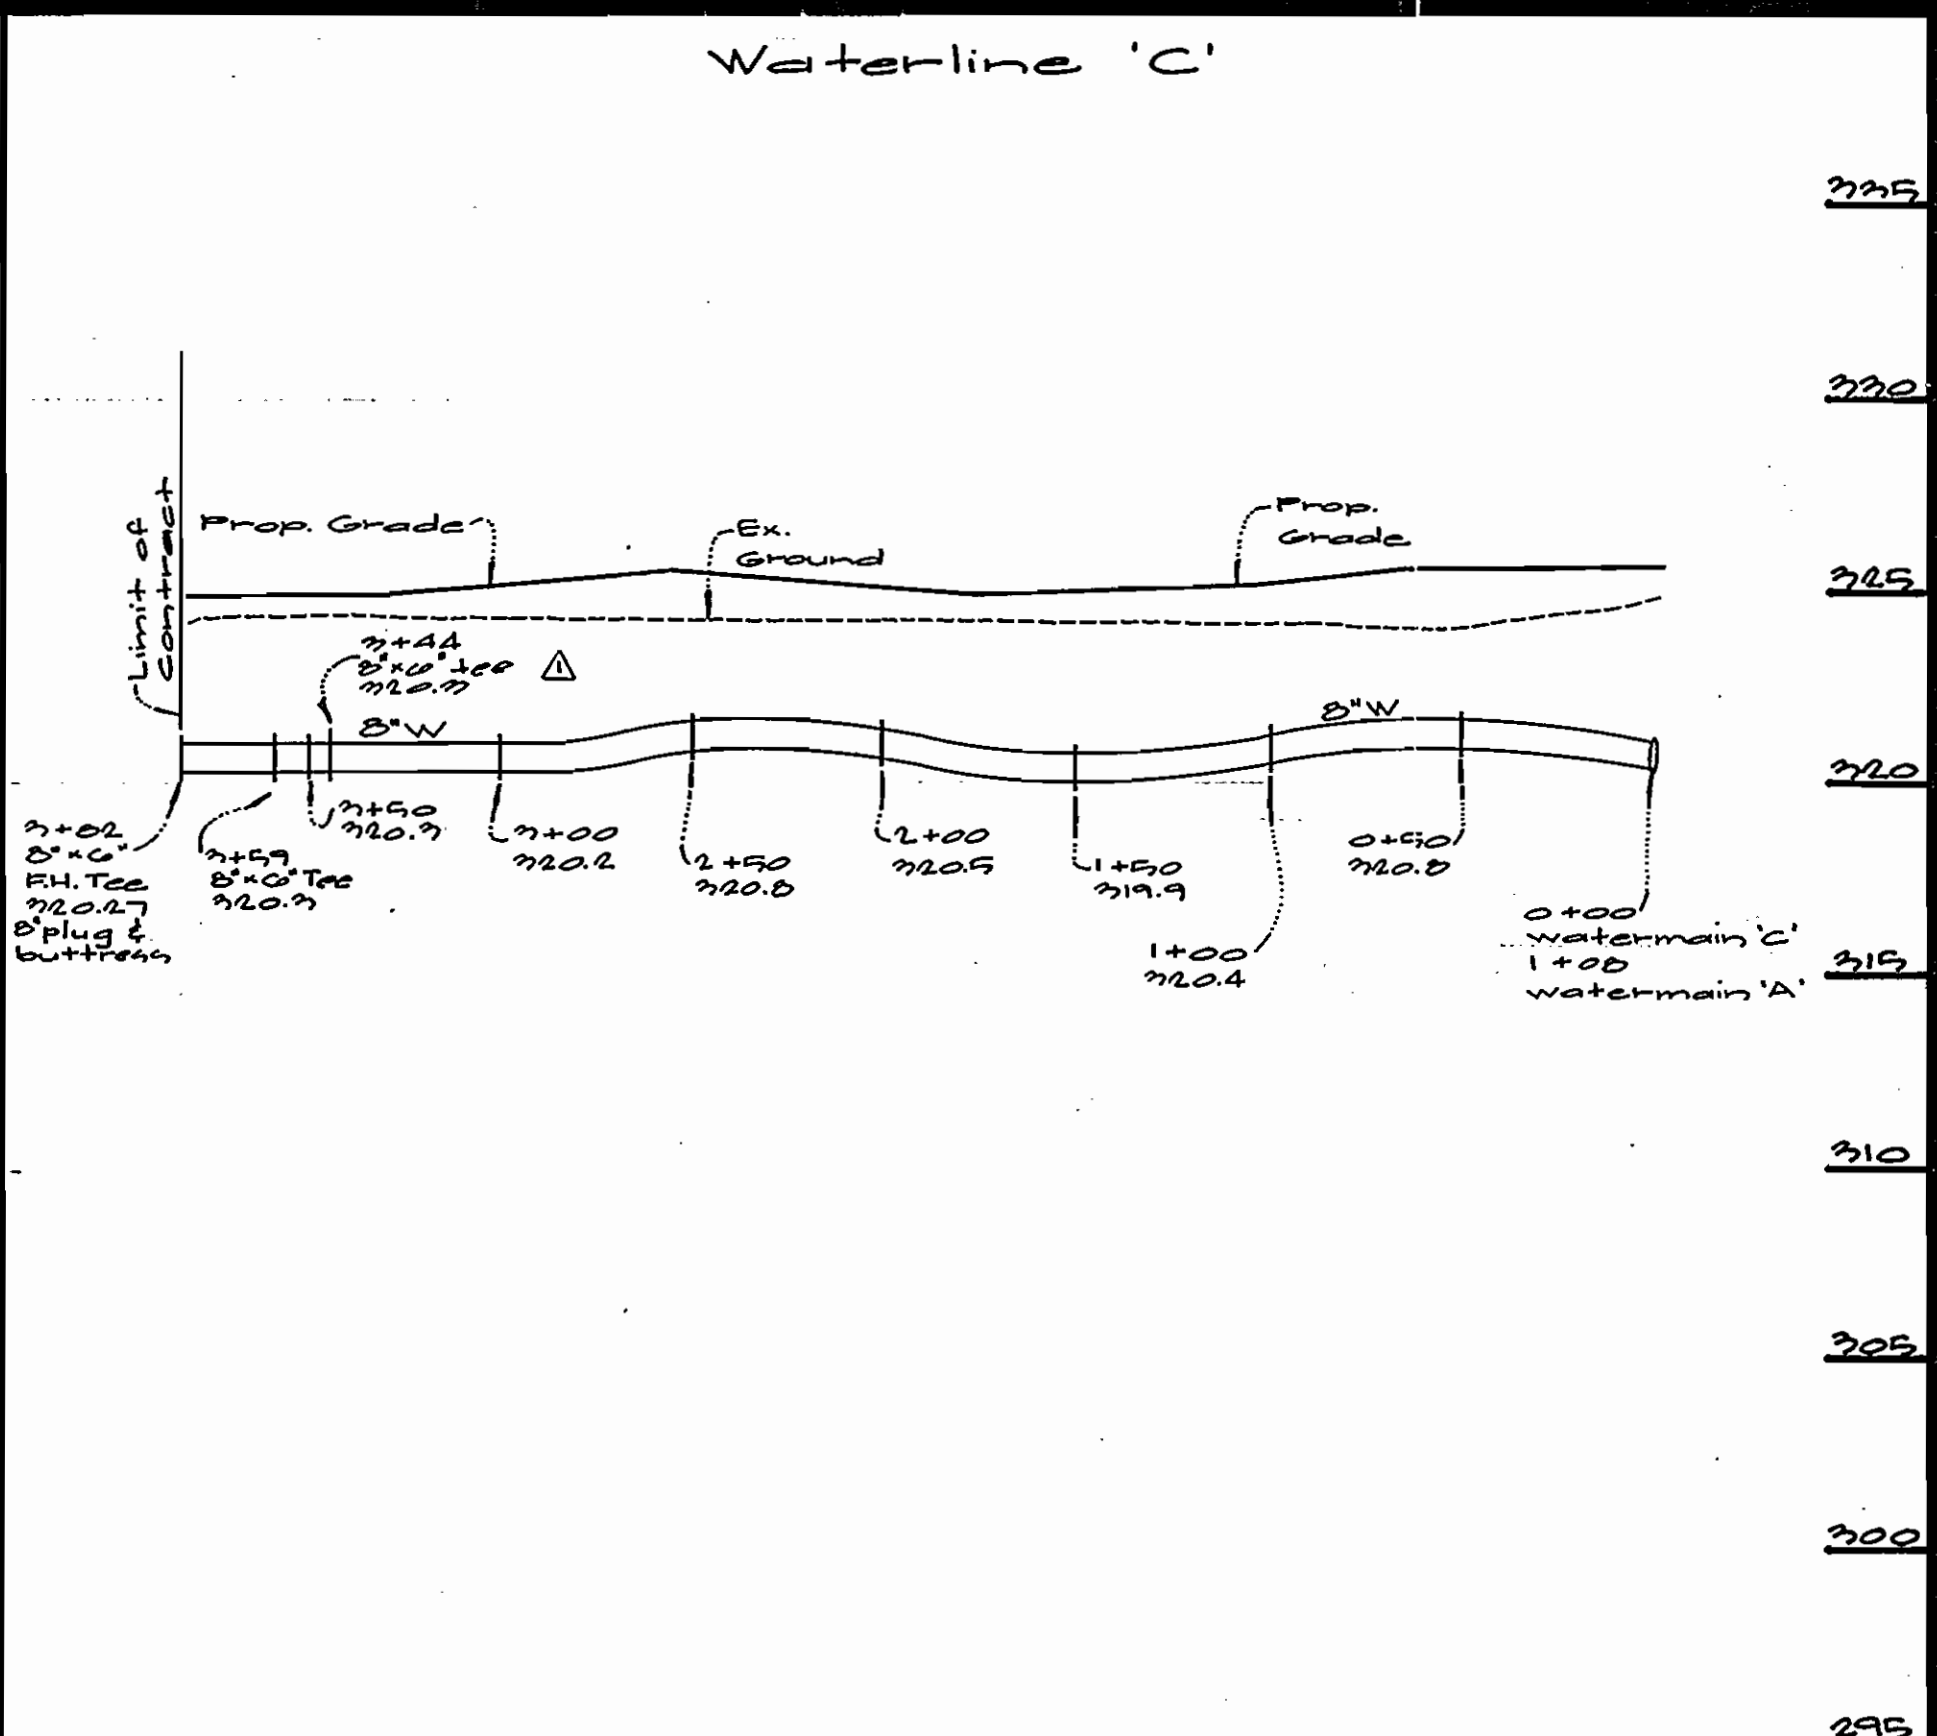 Waterline 'C'
335
330
325
320
315
310
305
300
295
Limit of
Contract
Prop. Grade
Ex.
Ground
Prop.
Grade
3+44
8"x6" tee
320.3
1
8"W
8"W
3+82
8"x6"
F.H. Tee
320.27
8" plug &
buttress
3+59
8"x6" Tee
320.3
3+50
320.3
3+00
320.2
2+50
320.8
2+00
320.5
1+50
319.9
1+00
320.4
0+50
320.8
0+00
watermain 'C'
1+08
watermain 'A'